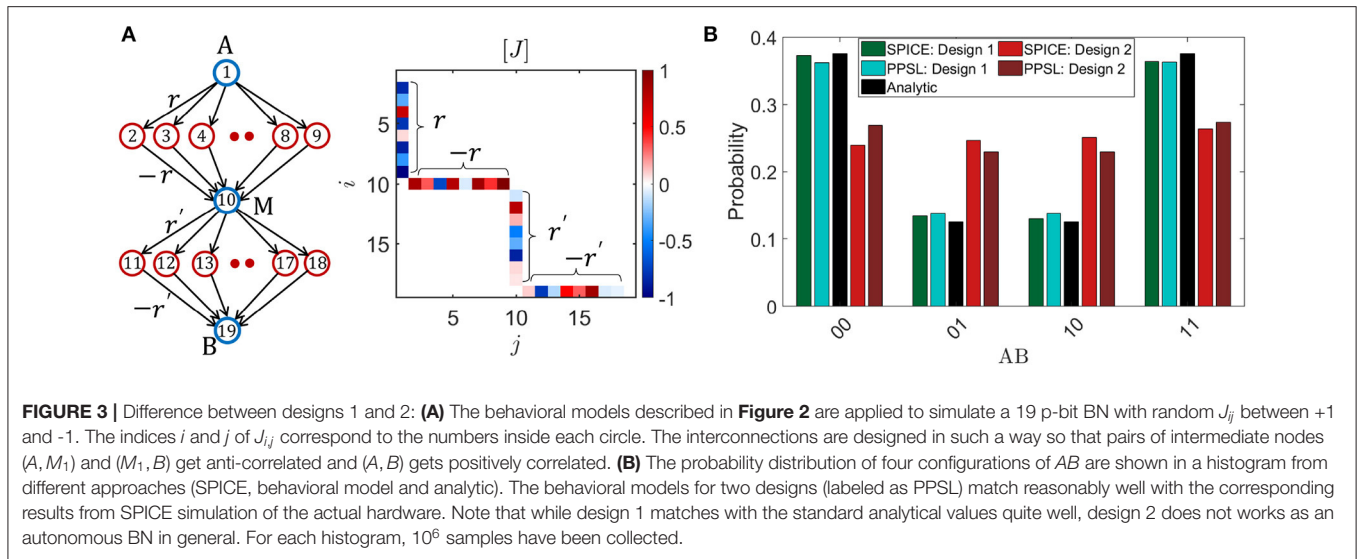 A
A
1
r
2 3 4 8 9
-r
10 M
r'
11 12 13 17 18
-r'
19
B
[J]
5
10
15
i
5 10 15
j
r
-r
r'
-r'
1
0.5
0
-0.5
-1
B
0.4
0.3
0.2
0.1
0
Probability
SPICE: Design 1 SPICE: Design 2
PPSL: Design 1 PPSL: Design 2
Analytic
00 01 10 11
AB
FIGURE 3 | Difference between designs 1 and 2: (A) The behavioral models described in Figure 2 are applied to simulate a 19 p-bit BN with random Jij between +1
and -1. The indices i and j of Ji,j correspond to the numbers inside each circle. The interconnections are designed in such a way so that pairs of intermediate nodes
(A, M1) and (M1, B) get anti-correlated and (A, B) gets positively correlated. (B) The probability distribution of four configurations of AB are shown in a histogram from
different approaches (SPICE, behavioral model and analytic). The behavioral models for two designs (labeled as PPSL) match reasonably well with the corresponding
results from SPICE simulation of the actual hardware. Note that while design 1 matches with the standard analytical values quite well, design 2 does not works as an
autonomous BN in general. For each histogram, 10⁶ samples have been collected.